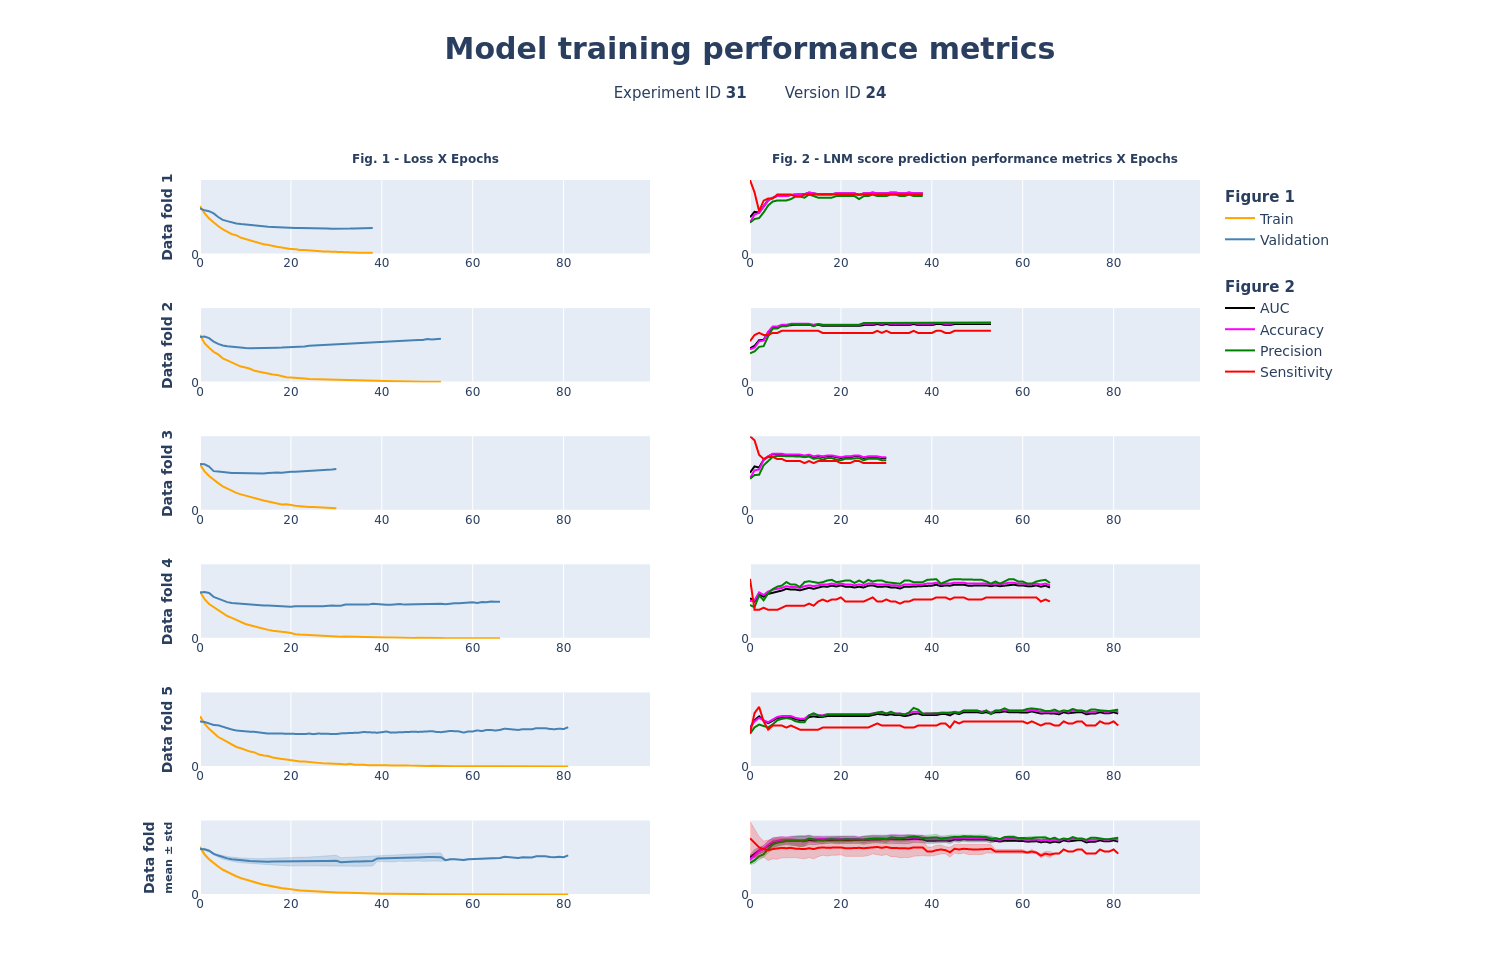 Model training performance metrics
Experiment ID 31 Version ID 24
Fig. 1 - Loss X Epochs
Fig. 2 - LNM score prediction performance metrics X Epochs
Data fold 1
0
0 20 40 60 80
0
0 20 40 60 80
Figure 1
Train
Validation
Figure 2
AUC
Accuracy
Precision
Sensitivity
Data fold 2
0
0 20 40 60 80
0
0 20 40 60 80
Data fold 3
0
0 20 40 60 80
0
0 20 40 60 80
Data fold 4
0
0 20 40 60 80
0
0 20 40 60 80
Data fold 5
0
0 20 40 60 80
0
0 20 40 60 80
Data fold
mean ± std
0
0 20 40 60 80
0
0 20 40 60 80